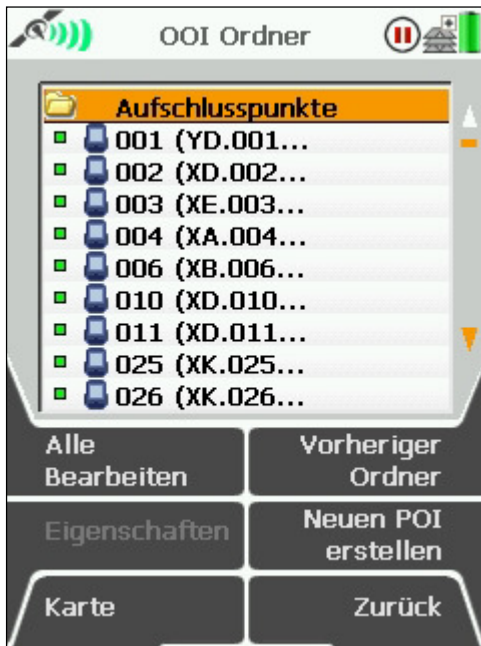 OOI Ordner
Aufschlusspunkte
001 (YD.001...
002 (XD.002...
003 (XE.003...
004 (XA.004...
006 (XB.006...
010 (XD.010...
011 (XD.011...
025 (XK.025...
026 (XK.026...
Alle
Bearbeiten
Vorheriger
Ordner
Eigenschaften
Neuen POI
erstellen
Karte
Zurück